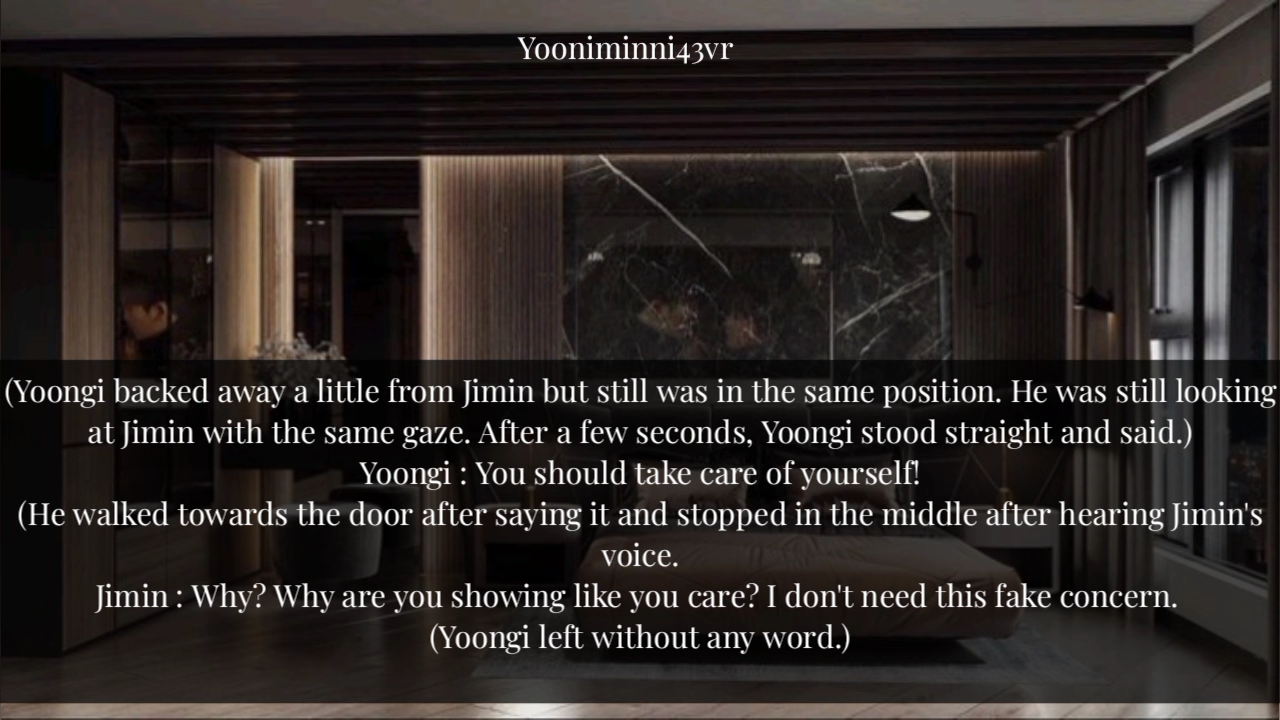 Yooniminni43vr
(Yoongi backed away a little from Jimin but still was in the same position. He was still looking
at Jimin with the same gaze. After a few seconds, Yoongi stood straight and said.)
Yoongi : You should take care of yourself!
(He walked towards the door after saying it and stopped in the middle after hearing Jimin's
voice.
Jimin : Why? Why are you showing like you care? I don't need this fake concern.
(Yoongi left without any word.)